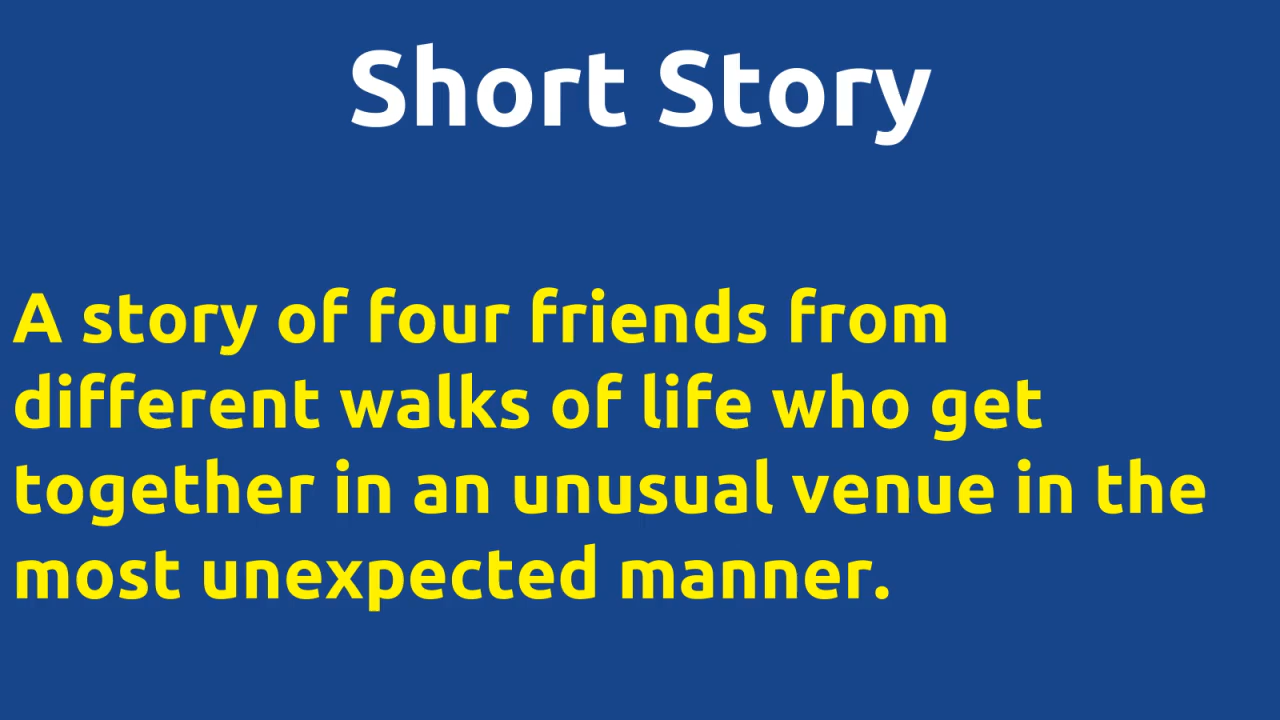 Short Story
A story of four friends from
different walks of life who get
together in an unusual venue in the
most unexpected manner.